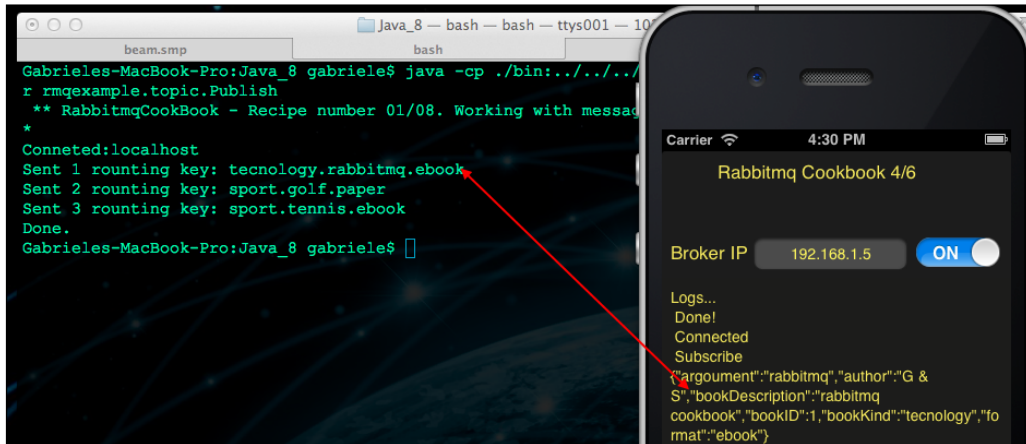 Java_8 — bash — bash — ttys001 — 10
beam.smp
bash
Gabrieles-MacBook-Pro:Java_8 gabriele$ java -cp ./bin:../../../
r rmqexample.topic.Publish
** RabbitmqCookBook - Recipe number 01/08. Working with messag
*
Conneted:localhost
Sent 1 rounting key: tecnology.rabbitmq.ebook
Sent 2 rounting key: sport.golf.paper
Sent 3 rounting key: sport.tennis.ebook
Done.
Gabrieles-MacBook-Pro:Java_8 gabriele$
Carrier 4:30 PM
Rabbitmq Cookbook 4/6
Broker IP 192.168.1.5 ON
Logs...
Done!
Connected
Subscribe
{"argoument":"rabbitmq","author":"G &
S","bookDescription":"rabbitmq
cookbook","bookID":1,"bookKind":"tecnology","fo
rmat":"ebook"}